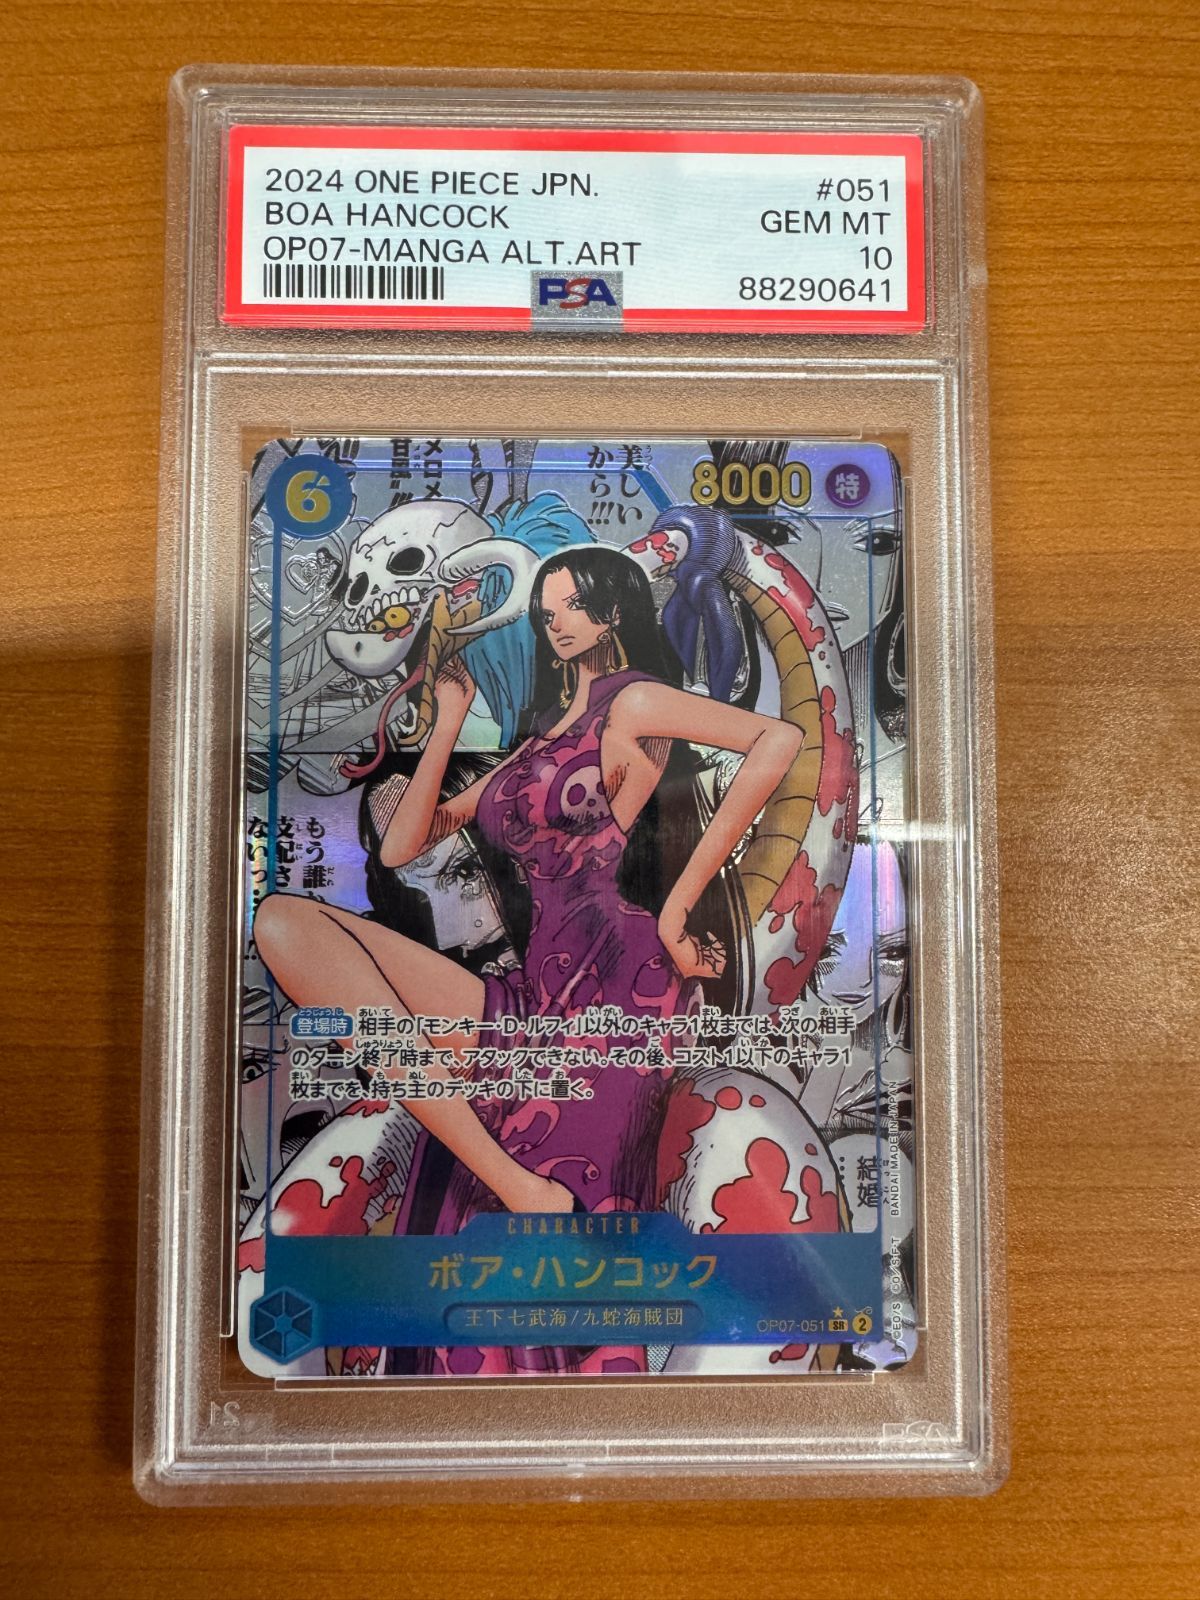 2024 ONE PIECE JPN.
#051
BOA HANCOCK
GEM MT
OP07-MANGA ALT.ART
10
PSA
88290641
6
メロメロ
甘風!!!
美しい
から!!!
8000
特
もう誰か
支配さ
ないっ
!!
登場時 相手の「モンキー・D・ルフィ」以外のキャラ1枚までは、次の相手
のターン終了時まで、アタックできない。その後、コスト1以下のキャラ1
枚までを、持ち主のデッキの下に置く。
結婚
……
CHARACTER
ボア・ハンコック
王下七武海/九蛇海賊団
OP07-051 SR 2
©EO/S. CO/S.F.T BANDAI MADE IN JAPAN
21
PSA